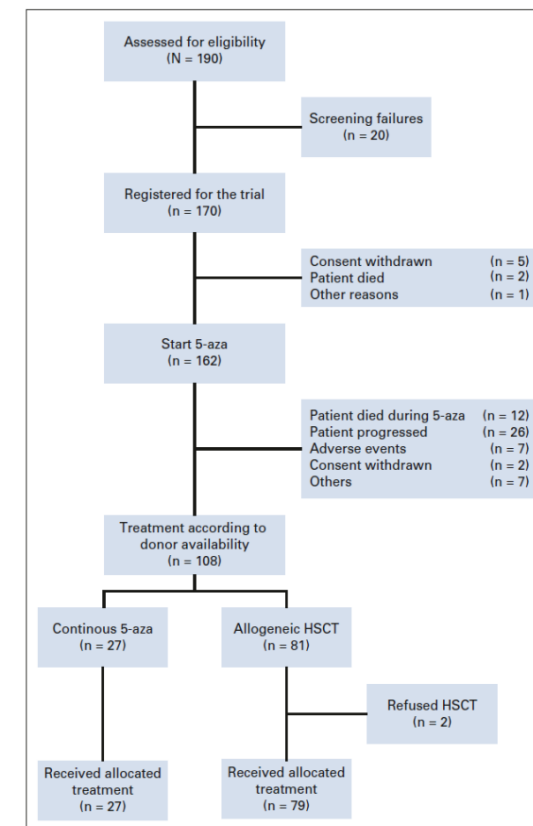 Assessed for eligibility
(N = 190)
Screening failures
(n = 20)
Registered for the trial
(n = 170)
Consent withdrawn (n = 5)
Patient died (n = 2)
Other reasons (n = 1)
Start 5-aza
(n = 162)
Patient died during 5-aza (n = 12)
Patient progressed (n = 26)
Adverse events (n = 7)
Consent withdrawn (n = 2)
Others (n = 7)
Treatment according to
donor availability
(n = 108)
Continous 5-aza
(n = 27)
Allogeneic HSCT
(n = 81)
Refused HSCT
(n = 2)
Received allocated
treatment
(n = 27)
Received allocated
treatment
(n = 79)